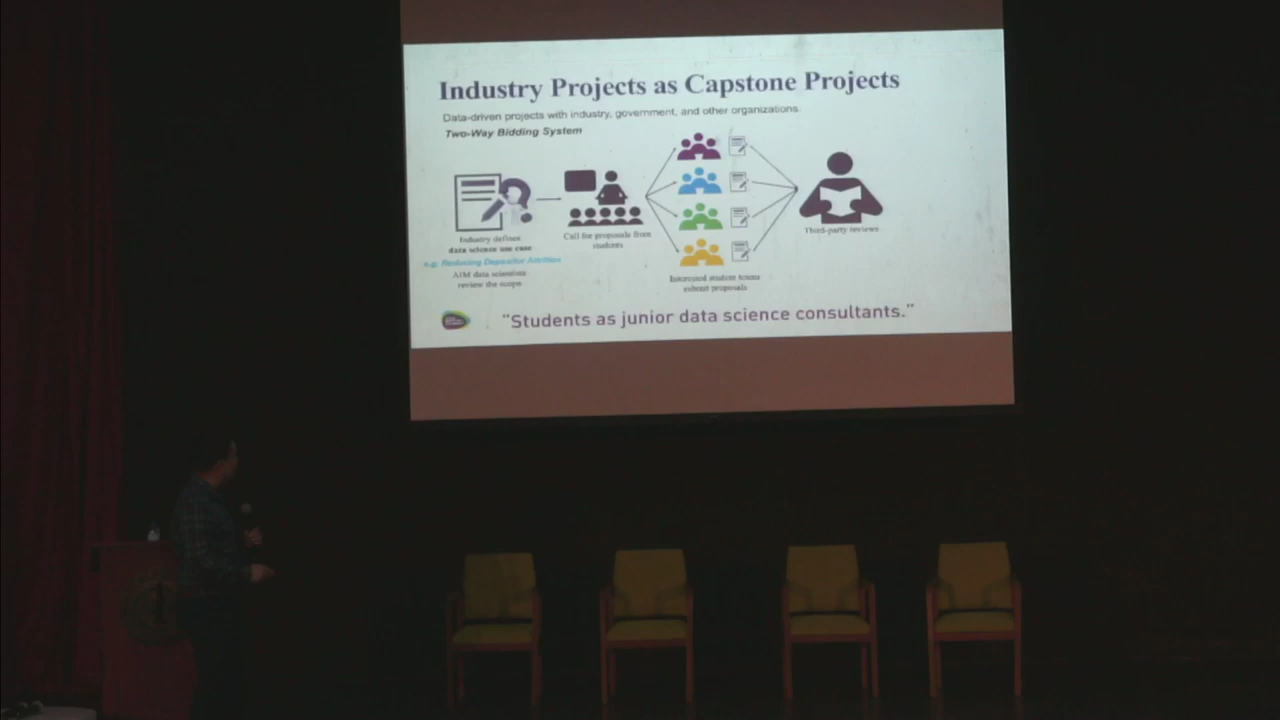 Industry Projects as Capstone Projects
Data-driven projects with industry, government, and other organizations.
Two-Way Bidding System
Industry defines
data science use case
e.g. Reducing Depositor Attrition
AIM data scientists
review the scope
Call for proposals from
students
Interested student teams
submit proposals
Third-party reviews
"Students as junior data science consultants."